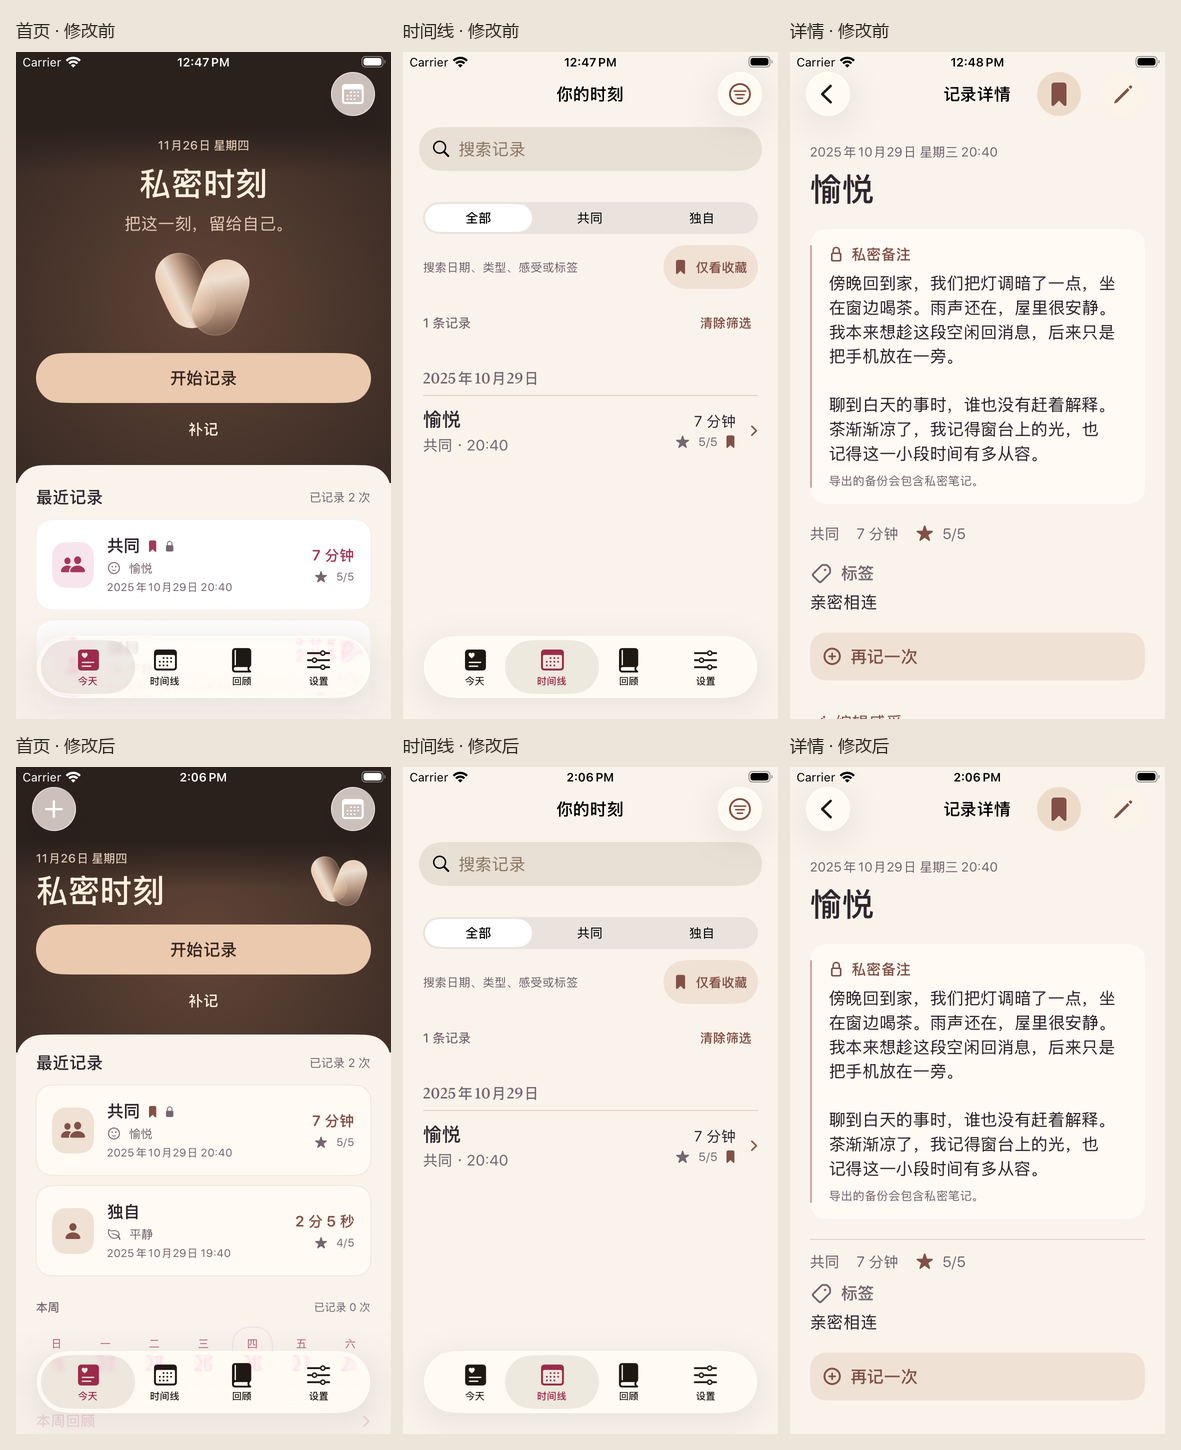 首页 · 修改前
Carrier
12:47 PM
11月26日 星期四
私密时刻
把这一刻，留给自己。
开始记录
补记
最近记录
已记录 2 次
共同
7 分钟
愉悦
5/5
2025年10月29日 20:40
今天
时间线
回顾
设置
时间线 · 修改前
Carrier
12:47 PM
你的时刻
搜索记录
全部
共同
独自
搜索日期、类型、感受或标签
仅看收藏
1 条记录
清除筛选
2025年10月29日
愉悦
7 分钟
共同 · 20:40
5/5
今天
时间线
回顾
设置
详情 · 修改前
Carrier
12:48 PM
记录详情
2025年10月29日 星期三 20:40
愉悦
私密备注
傍晚回到家，我们把灯调暗了一点，坐
在窗边喝茶。雨声还在，屋里很安静。
我本来想趁这段空闲回消息，后来只是
把手机放在一旁。
聊到白天的事时，谁也没有赶着解释。
茶渐渐凉了，我记得窗台上的光，也
记得这一小段时间有多从容。
导出的备份会包含私密笔记。
共同 7 分钟 5/5
标签
亲密相连
再记一次
首页 · 修改后
Carrier
2:06 PM
11月26日 星期四
私密时刻
开始记录
补记
最近记录
已记录 2 次
共同
7 分钟
愉悦
5/5
2025年10月29日 20:40
独自
2 分 5 秒
平静
4/5
2025年10月29日 19:40
本周
已记录 0 次
日 一 二 三 四 五 六
今天
时间线
回顾
设置
本周回顾
时间线 · 修改后
Carrier
2:06 PM
你的时刻
搜索记录
全部
共同
独自
搜索日期、类型、感受或标签
仅看收藏
1 条记录
清除筛选
2025年10月29日
愉悦
7 分钟
共同 · 20:40
5/5
今天
时间线
回顾
设置
详情 · 修改后
Carrier
2:06 PM
记录详情
2025年10月29日 星期三 20:40
愉悦
私密备注
傍晚回到家，我们把灯调暗了一点，坐
在窗边喝茶。雨声还在，屋里很安静。
我本来想趁这段空闲回消息，后来只是
把手机放在一旁。
聊到白天的事时，谁也没有赶着解释。
茶渐渐凉了，我记得窗台上的光，也
记得这一小段时间有多从容。
导出的备份会包含私密笔记。
共同 7 分钟 5/5
标签
亲密相连
再记一次